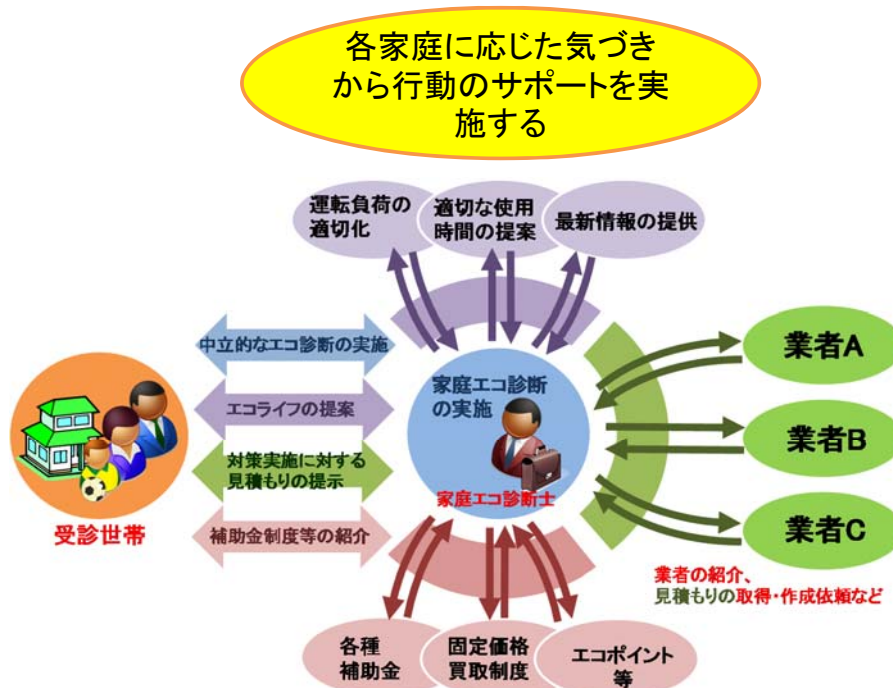 各家庭に応じた気づき
から行動のサポートを実
施する
運転負荷の
適切化
適切な使用
時間の提案
最新情報の提供
中立的なエコ診断の実施
エコライフの提案
対策実施に対する
見積もりの提示
補助金制度等の紹介
受診世帯
家庭エコ診断
の実施
家庭エコ診断士
業者A
業者B
業者C
業者の紹介、
見積もりの取得・作成依頼など
各種
補助金
固定価格
買取制度
エコポイント
等